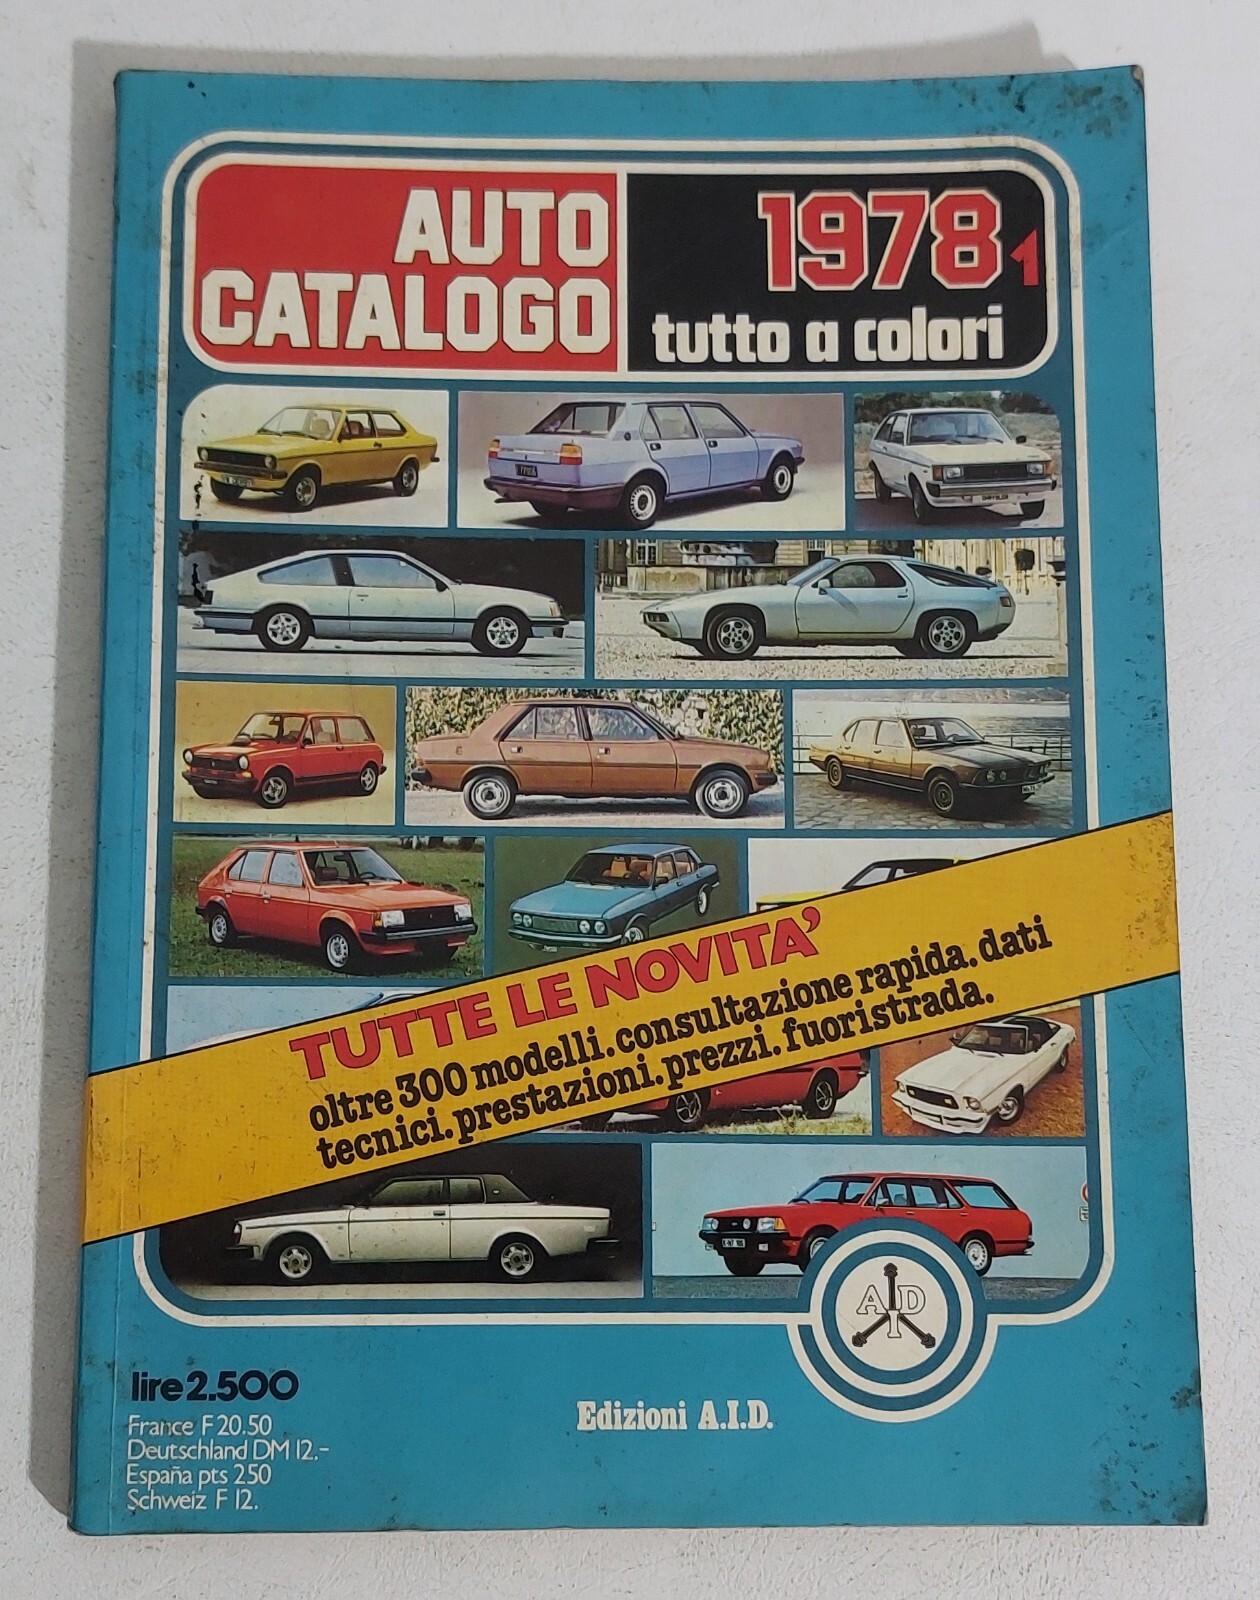 AUTO
CATALOGO
1978
1
tutto a colori
TUTTE LE NOVITA'
oltre 300 modelli. consultazione rapida. dati
tecnici. prestazioni. prezzi. fuoristrada.
AID
lire 2.500
France F 20.50
Deutschland DM 12.-
España pts 250
Schweiz F 12.
Edizioni A.I.D.